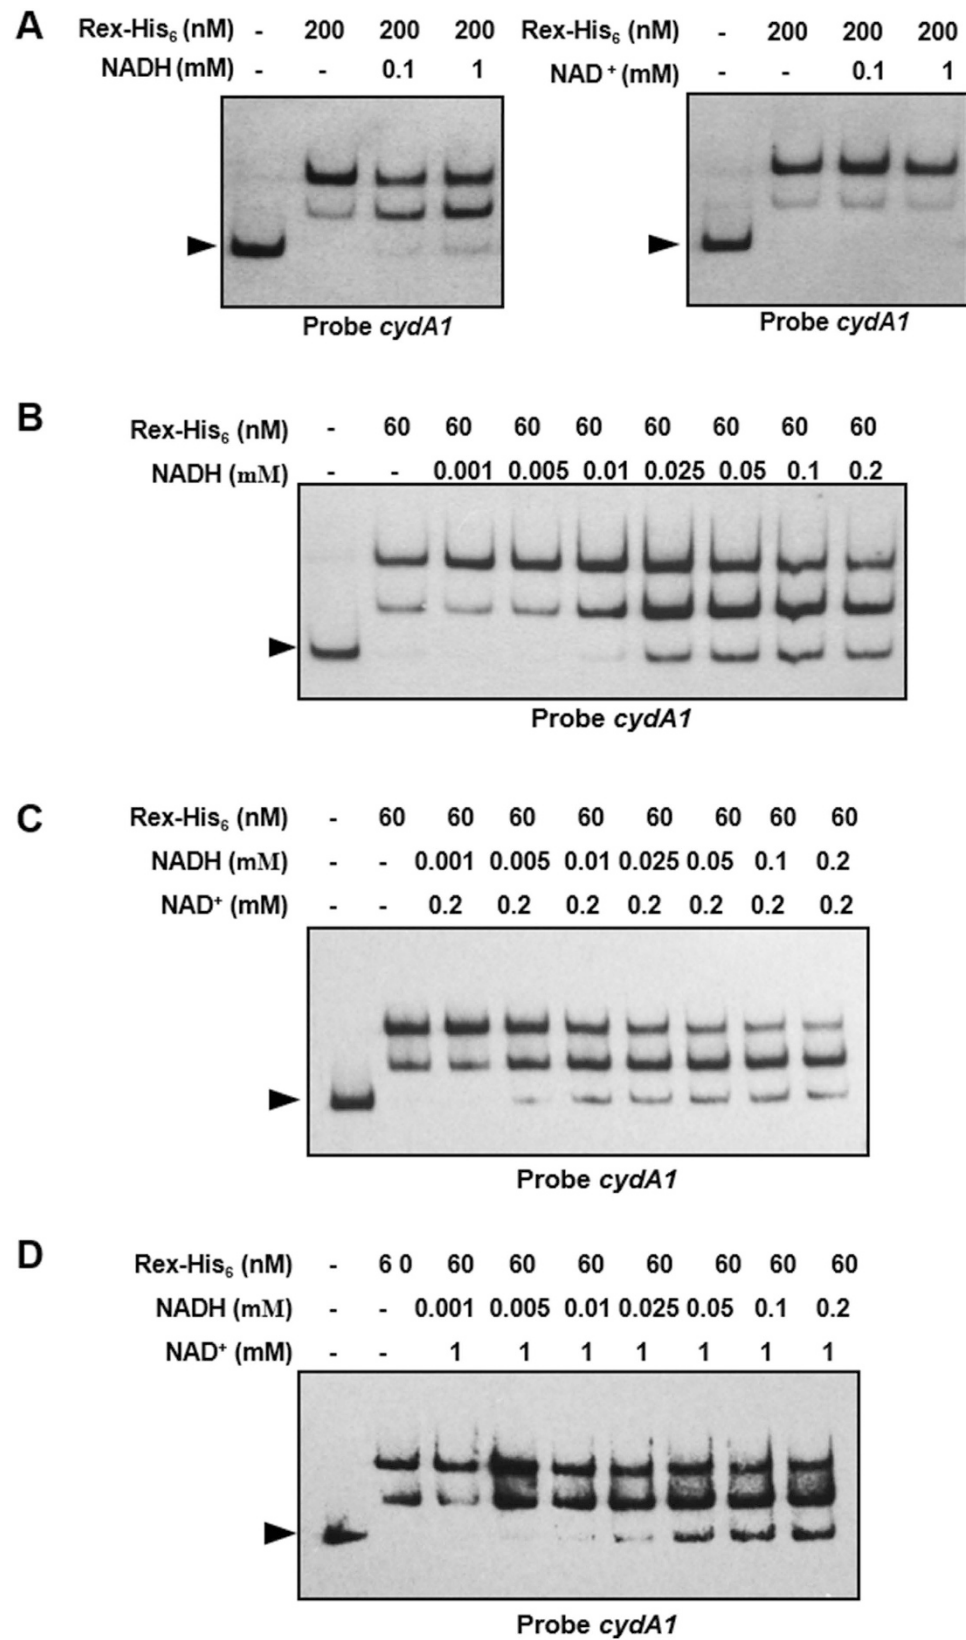 A
Rex-His₆ (nM) - 200 200 200
NADH (mM) - - 0.1 1
Probe cydA1
Rex-His₆ (nM) - 200 200 200
NAD⁺ (mM) - - 0.1 1
Probe cydA1
B
Rex-His₆ (nM) - 60 60 60 60 60 60 60 60
NADH (mM) - - 0.001 0.005 0.01 0.025 0.05 0.1 0.2
Probe cydA1
C
Rex-His₆ (nM) - 60 60 60 60 60 60 60 60
NADH (mM) - - 0.001 0.005 0.01 0.025 0.05 0.1 0.2
NAD⁺ (mM) - - 0.2 0.2 0.2 0.2 0.2 0.2 0.2
Probe cydA1
D
Rex-His₆ (nM) - 6 0 60 60 60 60 60 60 60
NADH (mM) - - 0.001 0.005 0.01 0.025 0.05 0.1 0.2
NAD⁺ (mM) - - 1 1 1 1 1 1 1
Probe cydA1